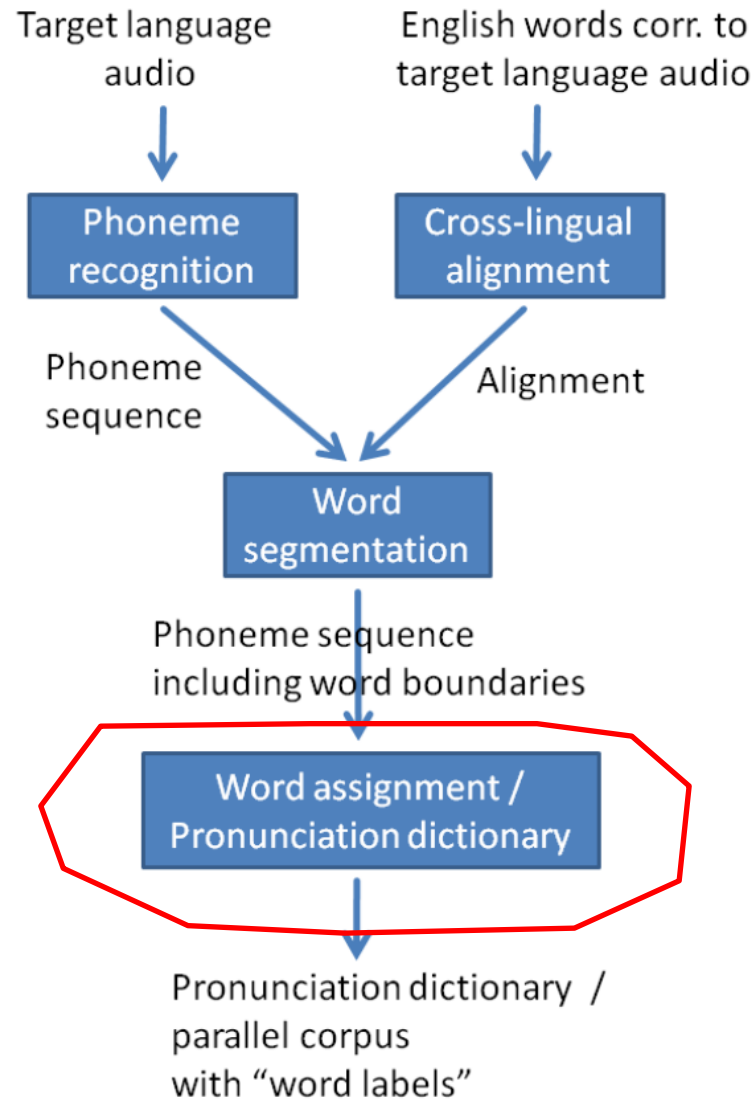 Target language
audio
English words corr. to
target language audio
Phoneme
recognition
Cross-lingual
alignment
Phoneme
sequence
Alignment
Word
segmentation
Phoneme sequence
including word boundaries
Word assignment /
Pronunciation dictionary
Pronunciation dictionary /
parallel corpus
with “word labels”